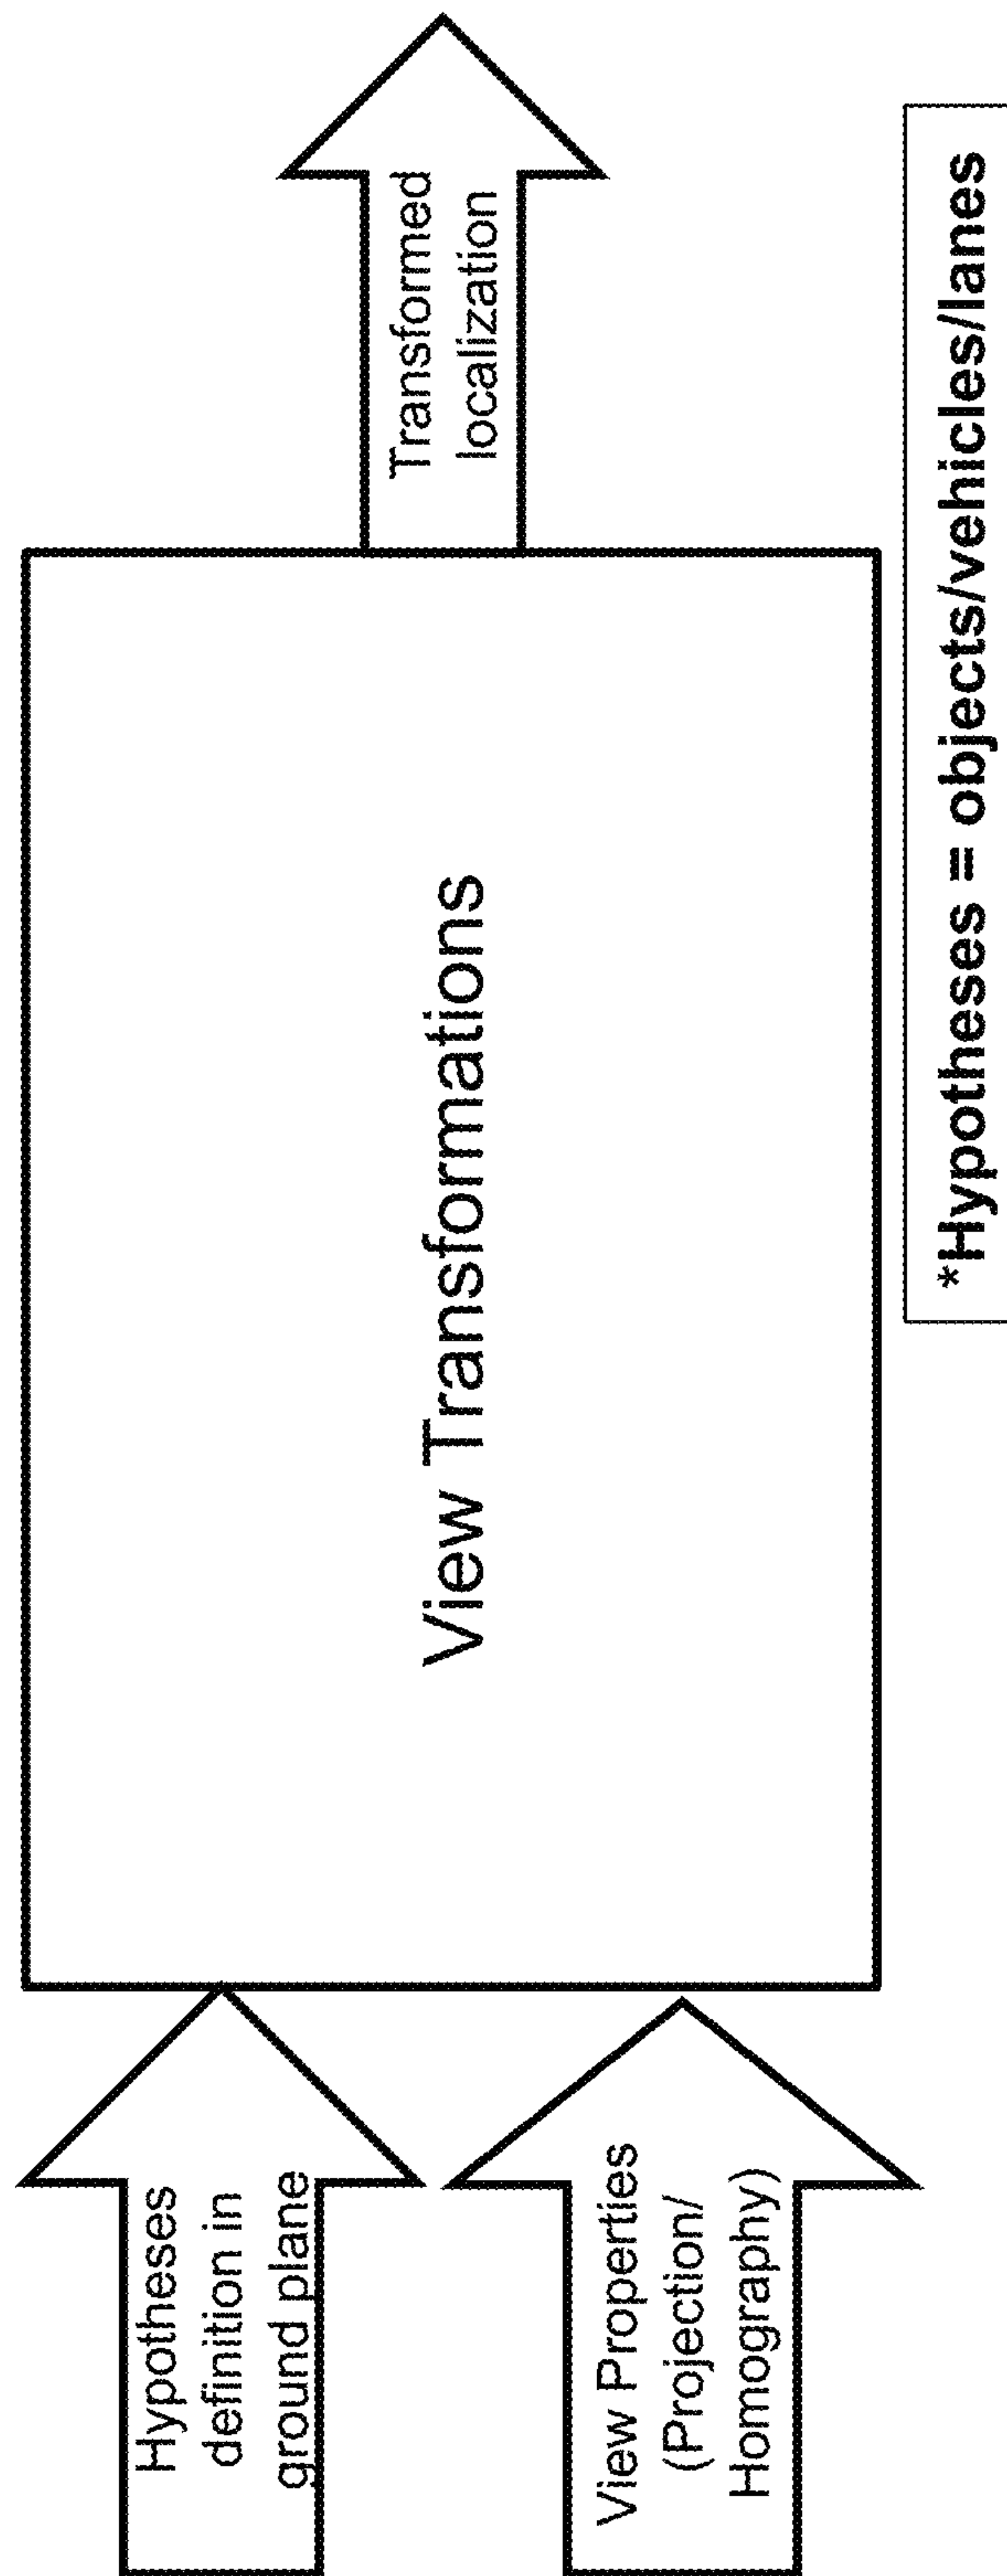 Hypotheses
definition in
ground plane
View Properties
(Projection/
Homography)
View Transformations
Transformed
localization
*Hypotheses = objects/vehicles/lanes